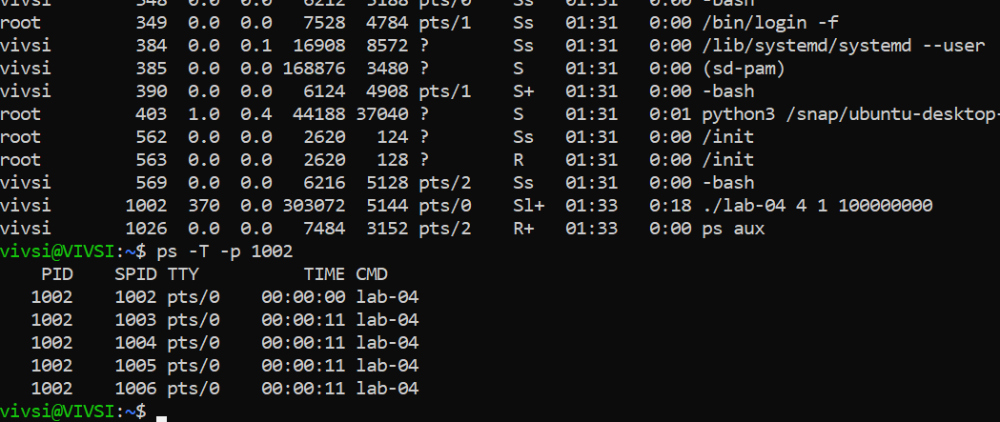 vivsi 348 0.0 0.0 6212 5188 pts/0 Ss 01:31 0:00 -bash
root 349 0.0 0.0 7528 4784 pts/1 Ss 01:31 0:00 /bin/login -f
vivsi 384 0.0 0.1 16908 8572 ? Ss 01:31 0:00 /lib/systemd/systemd --user
vivsi 385 0.0 0.0 168876 3480 ? S 01:31 0:00 (sd-pam)
vivsi 390 0.0 0.0 6124 4908 pts/1 S+ 01:31 0:00 -bash
root 403 1.0 0.4 44188 37040 ? S 01:31 0:01 python3 /snap/ubuntu-desktop-
root 562 0.0 0.0 2620 124 ? Ss 01:31 0:00 /init
root 563 0.0 0.0 2620 128 ? R 01:31 0:00 /init
vivsi 569 0.0 0.0 6216 5128 pts/2 Ss 01:31 0:00 -bash
vivsi 1002 370 0.0 303072 5144 pts/0 Sl+ 01:33 0:18 ./lab-04 4 1 100000000
vivsi 1026 0.0 0.0 7484 3152 pts/2 R+ 01:33 0:00 ps aux
vivsi@VIVSI:~$ ps -T -p 1002
PID SPID TTY TIME CMD
1002 1002 pts/0 00:00:00 lab-04
1002 1003 pts/0 00:00:11 lab-04
1002 1004 pts/0 00:00:11 lab-04
1002 1005 pts/0 00:00:11 lab-04
1002 1006 pts/0 00:00:11 lab-04
vivsi@VIVSI:~$